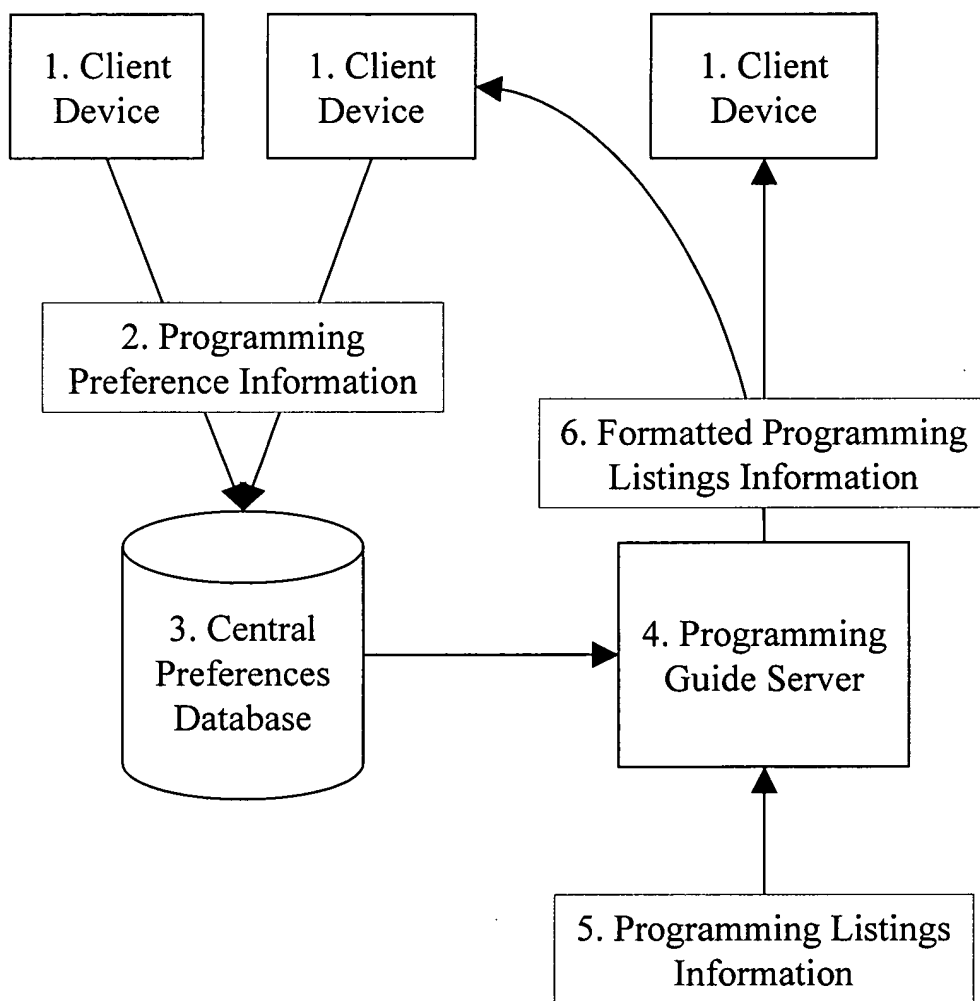 1. Client
Device
1. Client
Device
1. Client
Device
2. Programming
Preference Information
6. Formatted Programming
Listings Information
3. Central
Preferences
Database
4. Programming
Guide Server
5. Programming Listings
Information